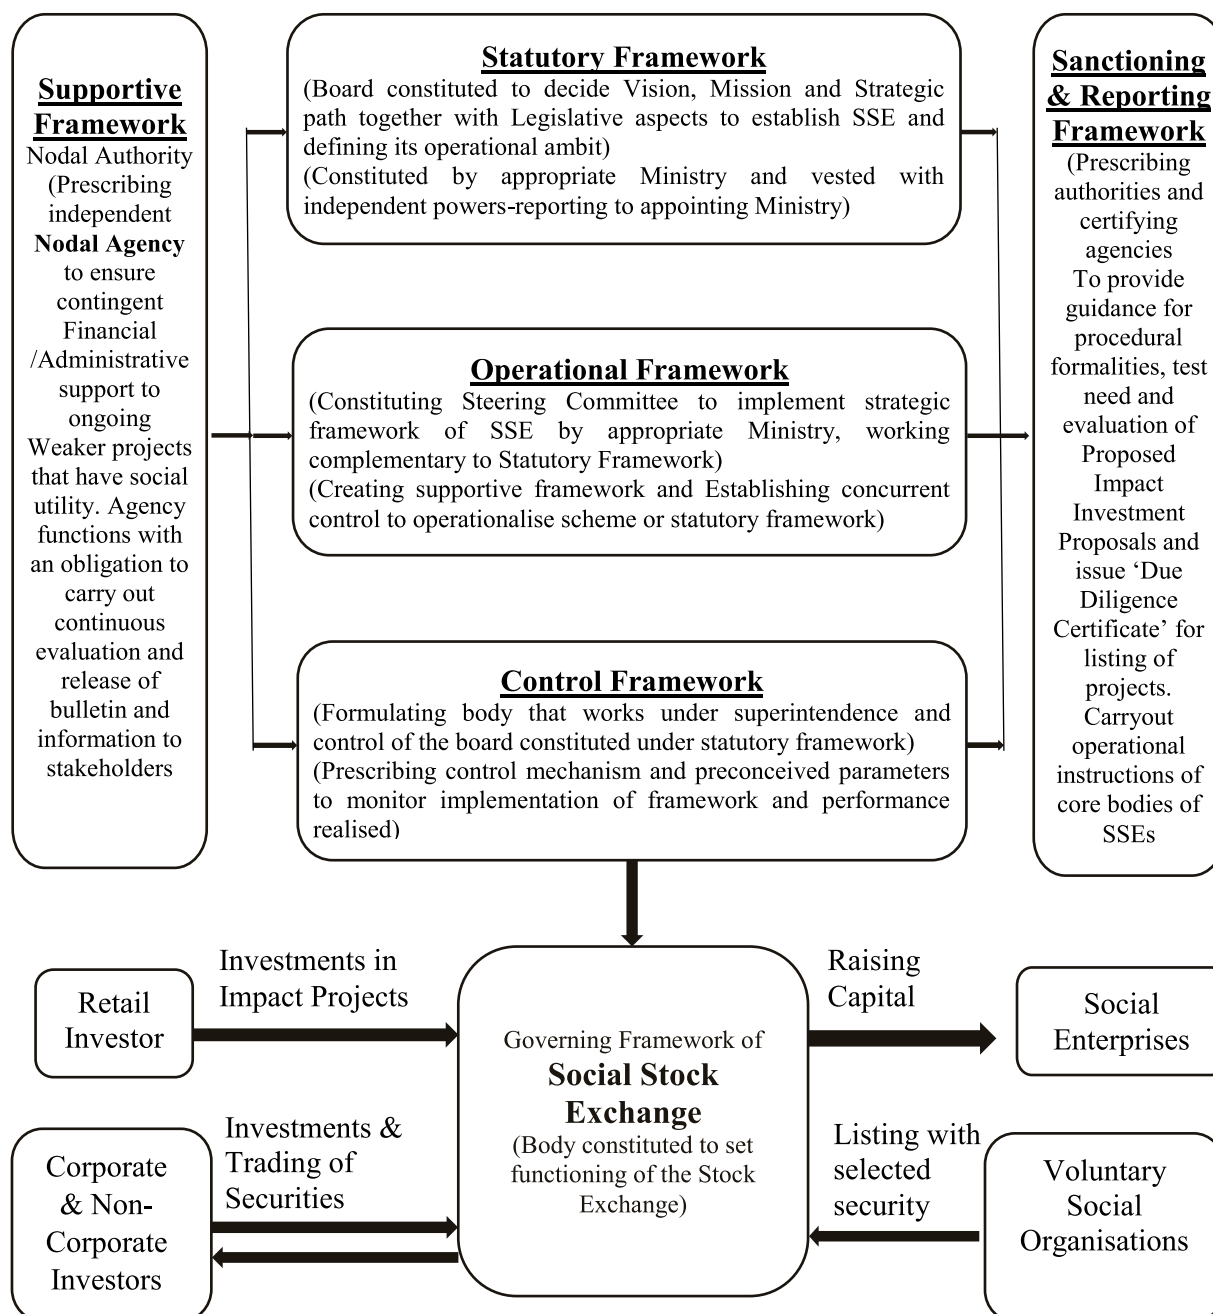 Supportive
Framework
Nodal Authority
(Prescribing
independent
Nodal Agency
to ensure
contingent
Financial
/Administrative
support to
ongoing
Weaker projects
that have social
utility. Agency
functions with
an obligation to
carry out
continuous
evaluation and
release of
bulletin and
information to
stakeholders
Statutory Framework
(Board constituted to decide Vision, Mission and Strategic
path together with Legislative aspects to establish SSE and
defining its operational ambit)
(Constituted by appropriate Ministry and vested with
independent powers-reporting to appointing Ministry)
Operational Framework
(Constituting Steering Committee to implement strategic
framework of SSE by appropriate Ministry, working
complementary to Statutory Framework)
(Creating supportive framework and Establishing concurrent
control to operationalise scheme or statutory framework)
Control Framework
(Formulating body that works under superintendence and
control of the board constituted under statutory framework)
(Prescribing control mechanism and preconceived parameters
to monitor implementation of framework and performance
realised)
Sanctioning
& Reporting
Framework
(Prescribing
authorities and
certifying
agencies
To provide
guidance for
procedural
formalities, test
need and
evaluation of
Proposed
Impact
Investment
Proposals and
issue ‘Due
Diligence
Certificate’ for
listing of
projects.
Carryout
operational
instructions of
core bodies of
SSEs
Retail
Investor
Investments in
Impact Projects
Corporate
& Non-
Corporate
Investors
Investments &
Trading of
Securities
Governing Framework of
Social Stock
Exchange
(Body constituted to set
functioning of the Stock
Exchange)
Raising
Capital
Social
Enterprises
Listing with
selected
security
Voluntary
Social
Organisations